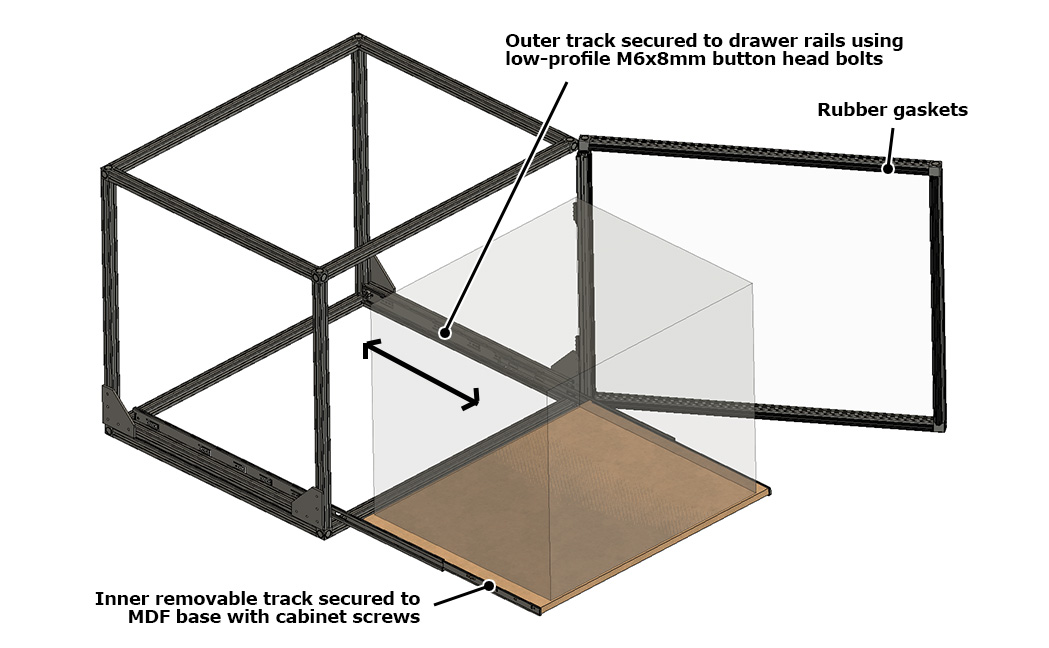 Outer track secured to drawer rails using
low-profile M6x8mm button head bolts
Rubber gaskets
Inner removable track secured to
MDF base with cabinet screws